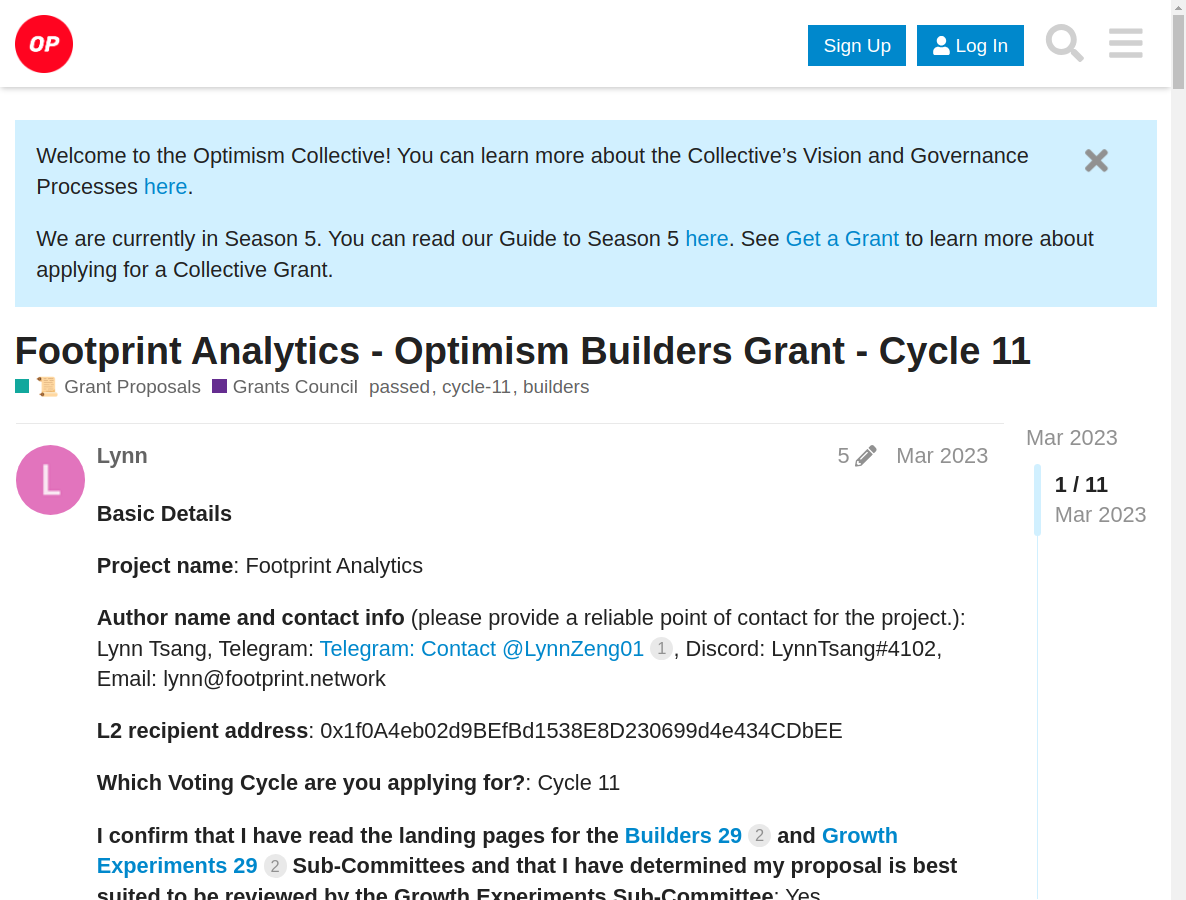 OP
Sign Up
Log In
Welcome to the Optimism Collective! You can learn more about the Collective’s Vision and Governance
Processes here.
We are currently in Season 5. You can read our Guide to Season 5 here. See Get a Grant to learn more about
applying for a Collective Grant.
Footprint Analytics - Optimism Builders Grant - Cycle 11
Grant Proposals Grants Council passed, cycle-11, builders
L
Lynn
5 Mar 2023
Mar 2023
1 / 11
Mar 2023
Basic Details
Project name: Footprint Analytics
Author name and contact info (please provide a reliable point of contact for the project.):
Lynn Tsang, Telegram: Telegram: Contact @LynnZeng01 1, Discord: LynnTsang#4102,
Email: lynn@footprint.network
L2 recipient address: 0x1f0A4eb02d9BEfBd1538E8D230699d4e434CDbEE
Which Voting Cycle are you applying for?: Cycle 11
I confirm that I have read the landing pages for the Builders 29 2 and Growth
Experiments 29 2 Sub-Committees and that I have determined my proposal is best
suited to be reviewed by the Growth Experiments Sub-Committee: Yes